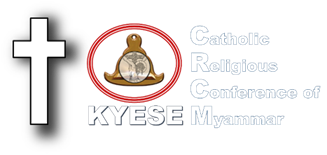 Catholic
Religious
Conference of
KYESE Myanmar